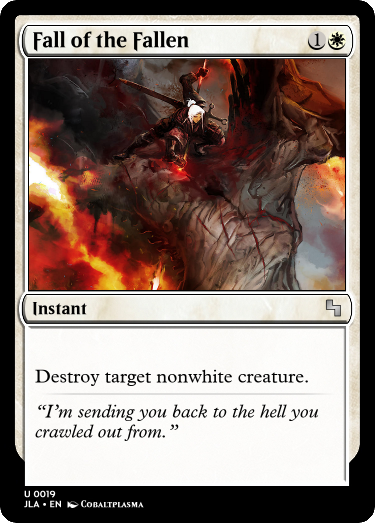 Fall of the Fallen 1
Instant
Destroy target nonwhite creature.
“I’m sending you back to the hell you
crawled out from.”
U 0019
JLA • EN Cobaltplasma